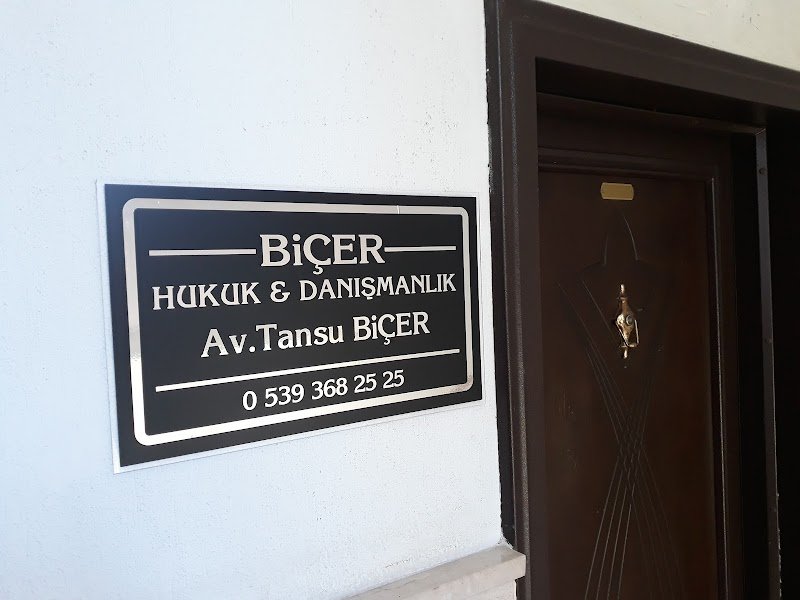 BiÇER
HUKUK & DANIŞMANLIK
Av.Tansu BiÇER
0 539 368 25 25